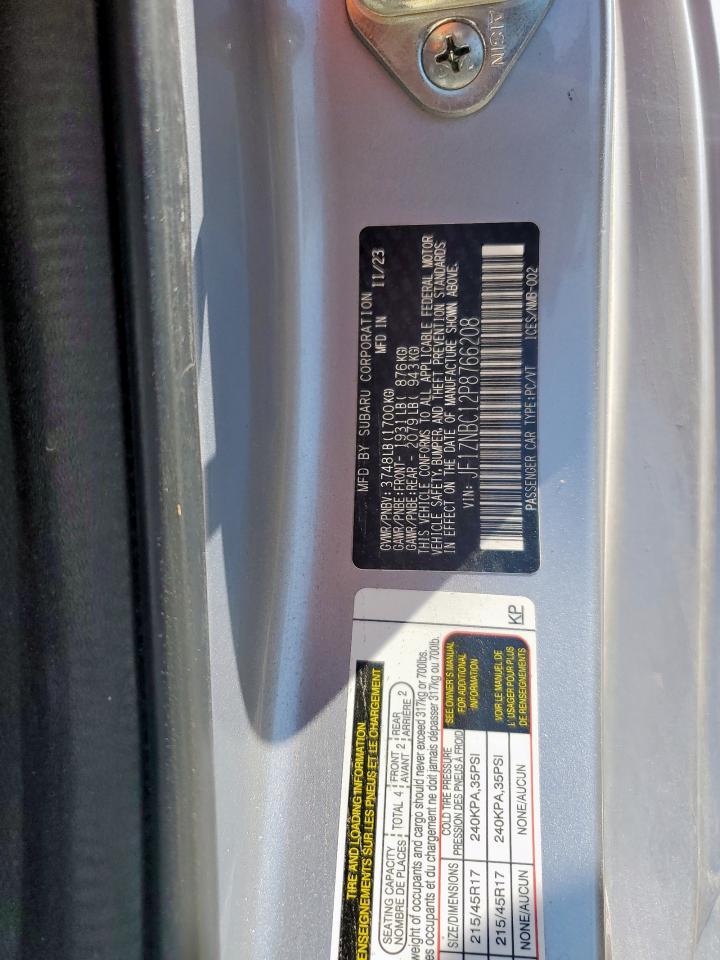 AISIN
MFD BY SUBARU CORPORATION
MFD IN 11/23
GVWR/PNBV: 3748LB(1700KG)
GAWR/PNBE:FRONT- 1931LB( 876KG)
GAWR/PNBE:REAR - 2079LB( 943KG)
THIS VEHICLE CONFORMS TO ALL APPLICABLE FEDERAL MOTOR
VEHICLE SAFETY, BUMPER, AND THEFT PREVENTION STANDARDS
IN EFFECT ON THE DATE OF MANUFACTURE SHOWN ABOVE.
VIN: JF1ZNBC12P8766208
PASSENGER CAR TYPE:PC/VT ICES/NMB-002
TIRE AND LOADING INFORMATION
ENSEIGNEMENTS SUR LES PNEUS ET LE CHARGEMENT
SEATING CAPACITY TOTAL 4 FRONT 2 REAR 2
NOMBRE DE PLACES AVANT ARRIÈRE
weight of occupants and cargo should never exceed 317kg or 700lbs.
es occupants et du chargement ne doit jamais dépasser 317kg ou 700lb.
SIZE/DIMENSIONS COLD TIRE PRESSURE
PRESSION DES PNEUS À FROID
SEE OWNER'S MANUAL
FOR ADDITIONAL
INFORMATION
215/45R17 240KPA,35PSI
215/45R17 240KPA,35PSI
VOIR LE MANUEL DE
L'USAGER POUR PLUS
DE RENSEIGNEMENTS
NONE/AUCUN NONE/AUCUN
KP